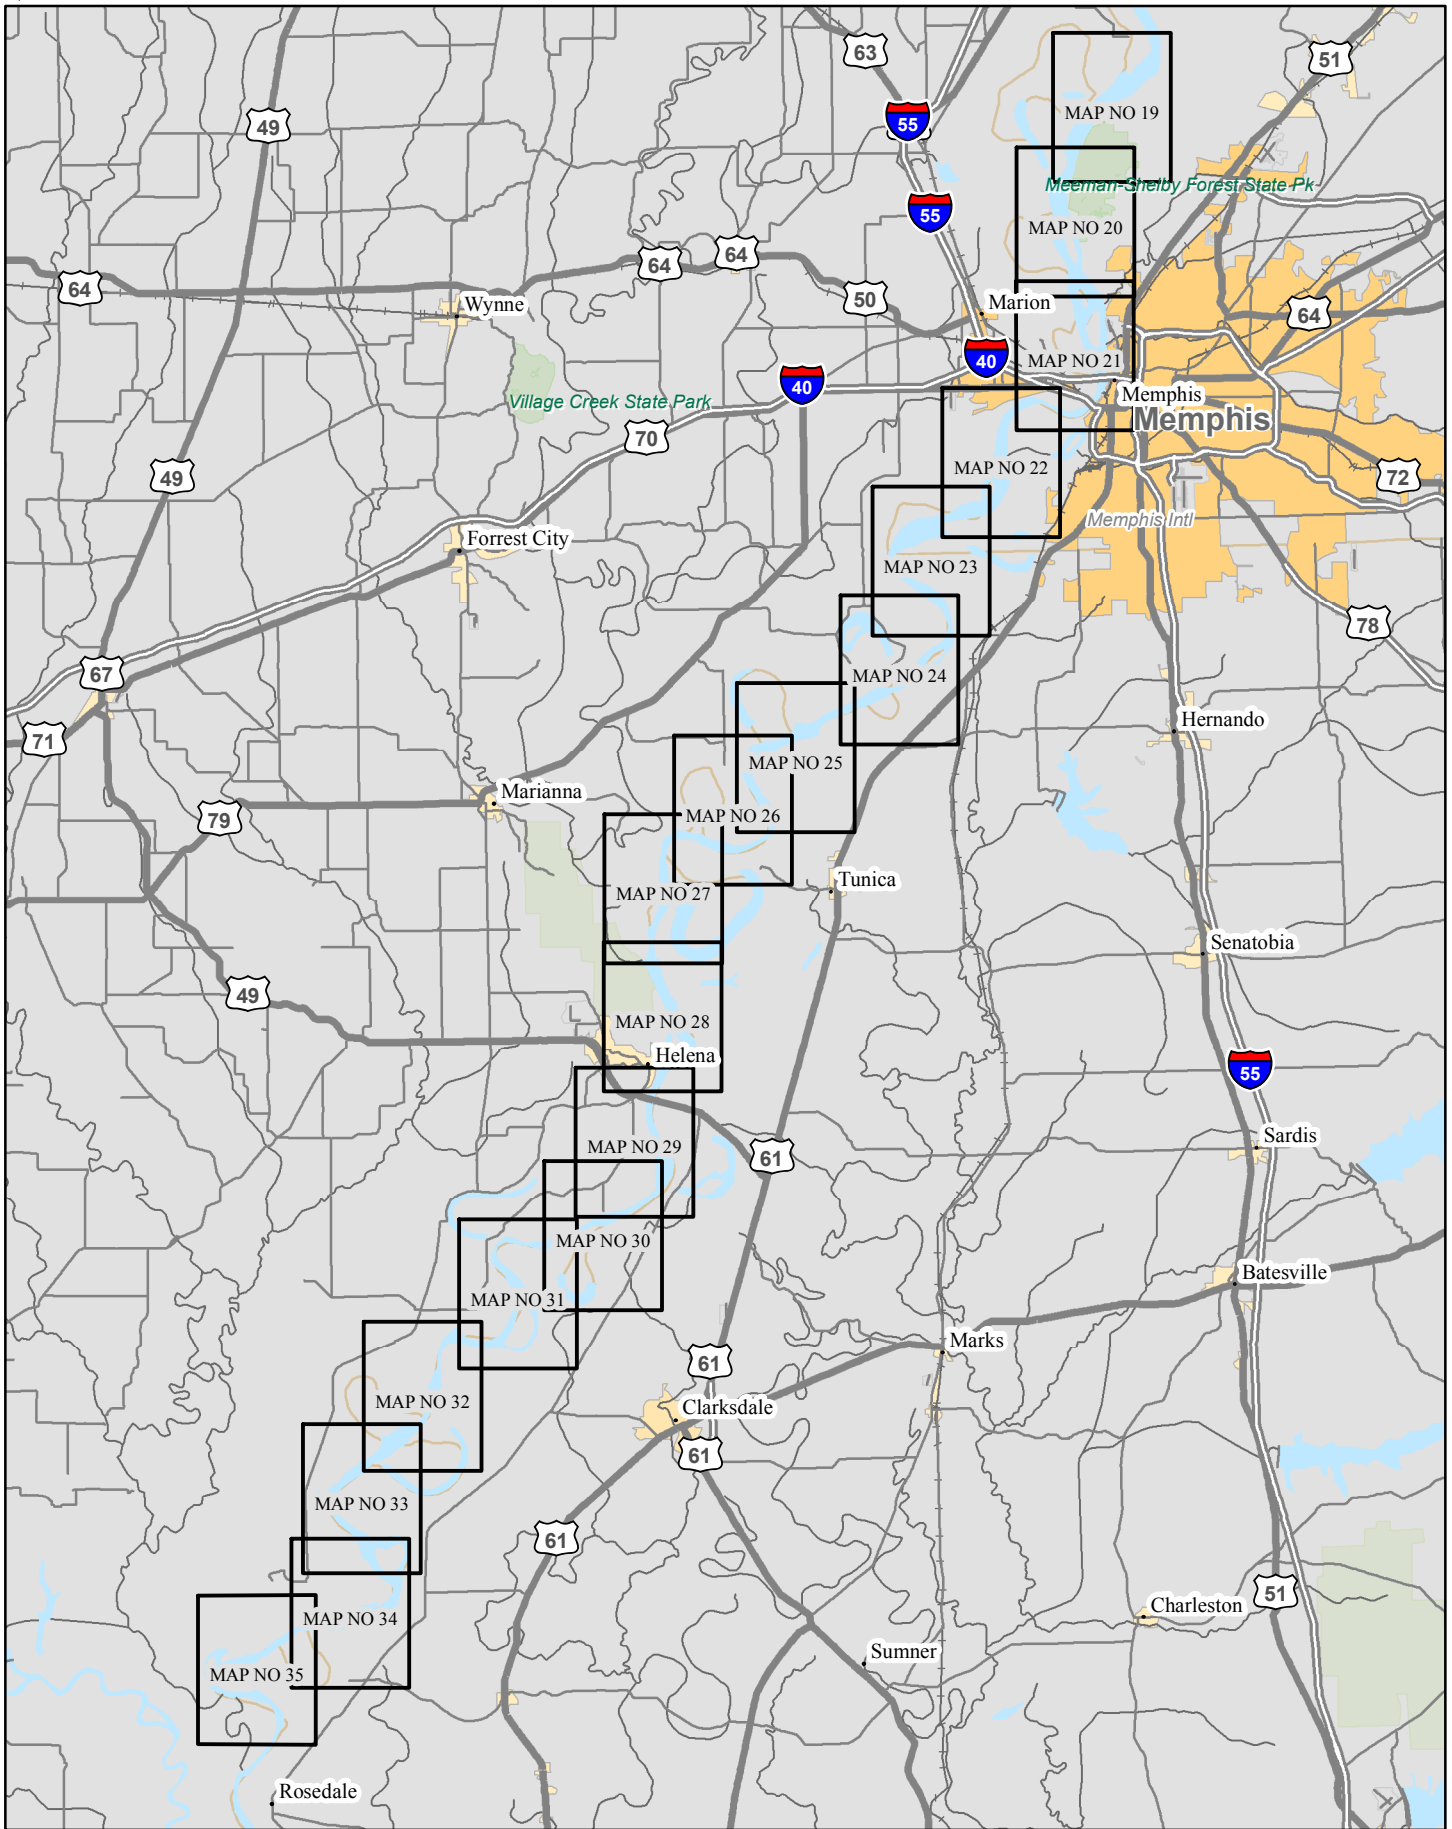 63
51
49
55
MAP NO 19
Meeman-Shelby Forest State Pk
55
MAP NO 20
64
64
64
50
Marion
64
Wynne
40
MAP NO 21
40
Memphis
Village Creek State Park
Memphis
70
49
MAP NO 22
72
Memphis Intl
Forrest City
MAP NO 23
78
67
MAP NO 24
71
Hernando
MAP NO 25
Marianna
79
MAP NO 26
Tunica
MAP NO 27
Senatobia
49
MAP NO 28
Helena
55
Sardis
MAP NO 29
61
MAP NO 30
Batesville
MAP NO 31
Marks
61
MAP NO 32
Clarksdale
61
MAP NO 33
61
51
Charleston
MAP NO 34
Sumner
MAP NO 35
Rosedale